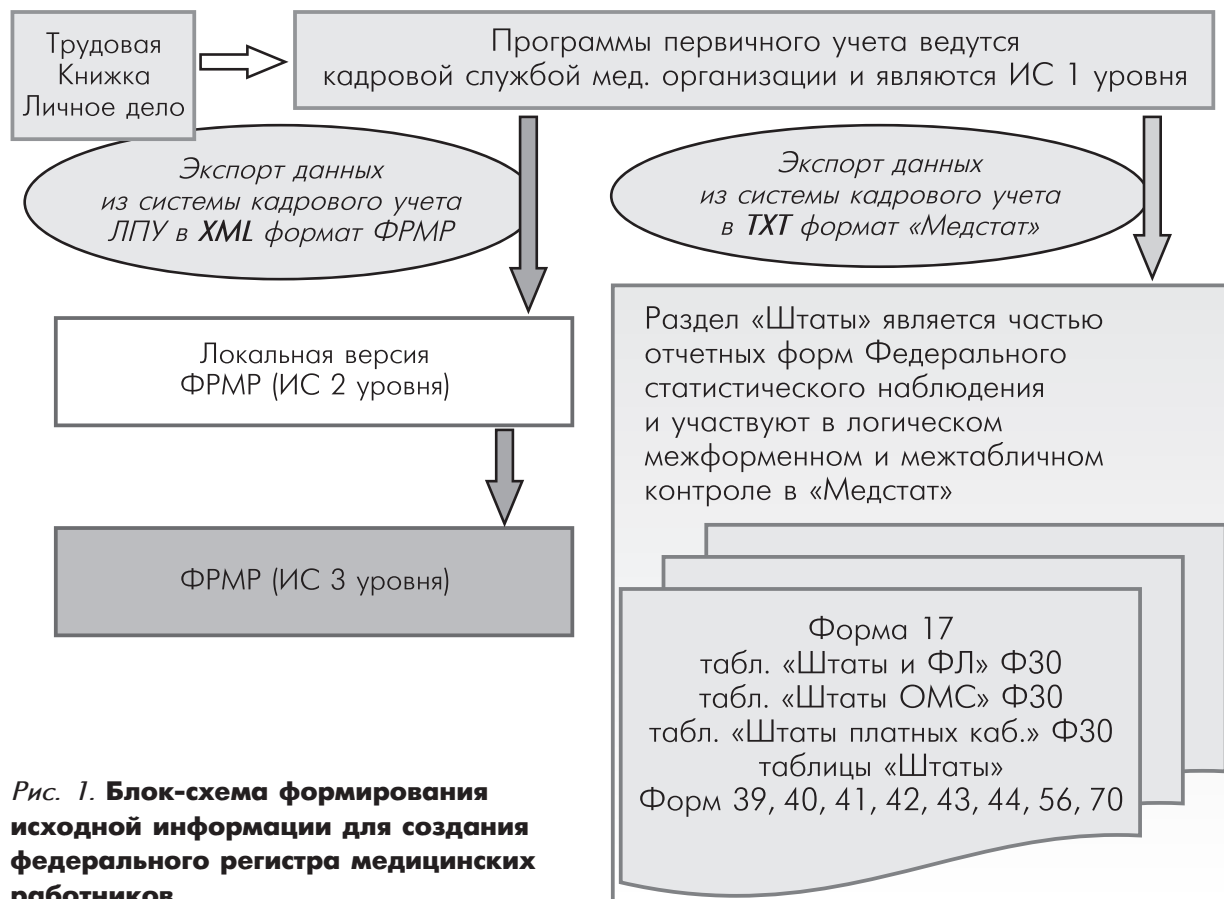 Трудовая
Книжка
Личное дело
Программы первичного учета ведутся
кадровой службой мед. организации и являются ИС 1 уровня
Экспорт данных
из системы кадрового учета
ЛПУ в XML формат ФРМР
Экспорт данных
из системы кадрового учета
в TXT формат «Медстат»
Локальная версия
ФРМР (ИС 2 уровня)
ФРМР (ИС 3 уровня)
Раздел «Штаты» является частью
отчетных форм Федерального
статистического наблюдения
и участвуют в логическом
межформенном и межтабличном
контроле в «Медстат»
Форма 17
табл. «Штаты и ФЛ» Ф30
табл. «Штаты ОМС» Ф30
табл. «Штаты платных каб.» Ф30
таблицы «Штаты»
Форм 39, 40, 41, 42, 43, 44, 56, 70
Рис. 1. Блок-схема формирования
исходной информации для создания
федерального регистра медицинских
работников